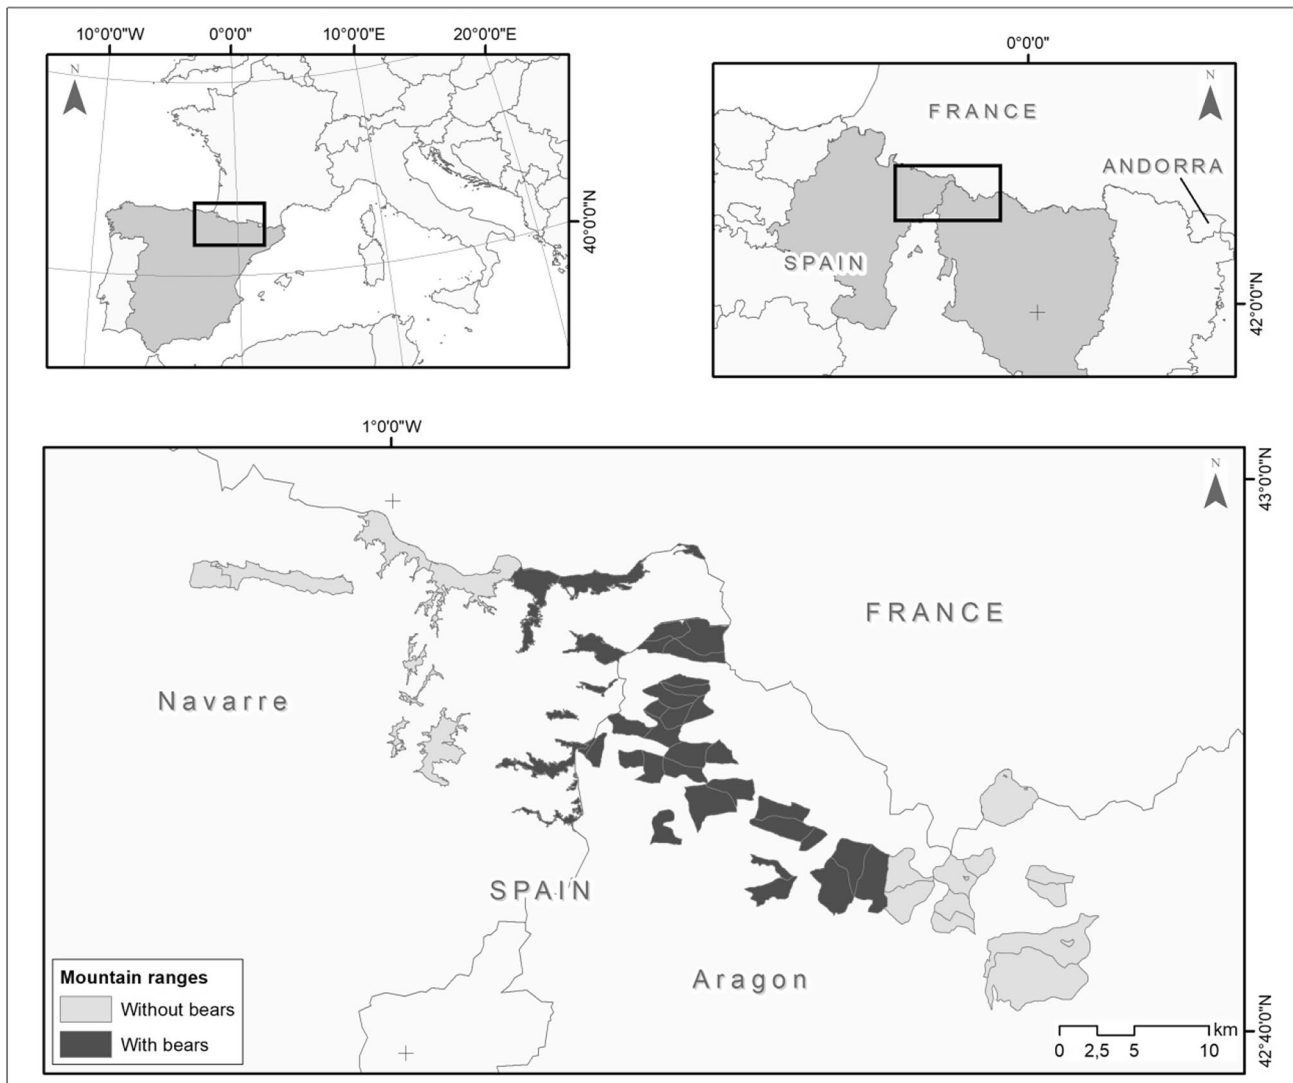 10°0'0"W
0°0'0"
10°0'0"E
20°0'0"E
N
40°0'0"N
0°0'0"
N
FRANCE
ANDORRA
SPAIN
42°0'0"N
1°0'0"W
N
43°0'0"N
FRANCE
Navarre
SPAIN
Aragon
Mountain ranges
Without bears
With bears
km
0 2,5 5 10
42°40'0"N